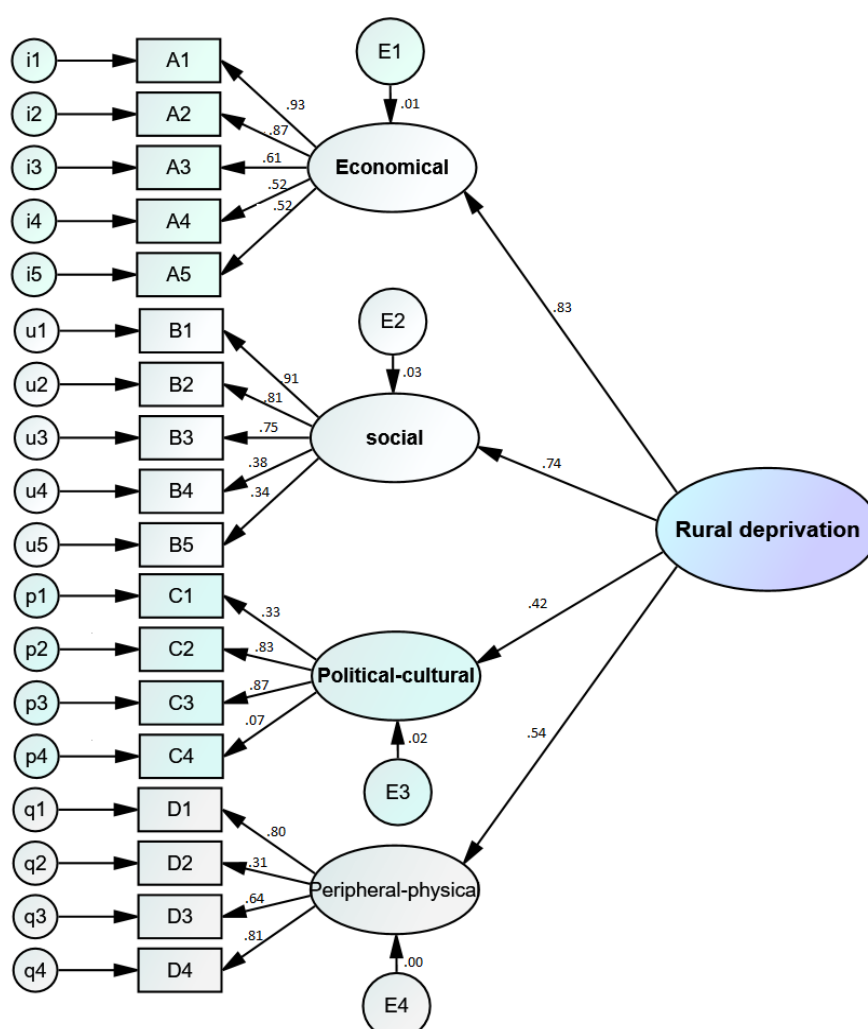 i1
A1
E1
.01
i2
A2
.93
.87
i3
A3
.61
Economical
i4
A4
.52
.52
i5
A5
.83
u1
B1
E2
.03
u2
B2
.91
.81
u3
B3
.75
social
u4
B4
.38
.34
.74
u5
B5
Rural deprivation
p1
C1
.33
.42
p2
C2
.83
Political-cultural
p3
C3
.87
.07
.02
p4
C4
.54
E3
q1
D1
.80
q2
D2
.31
Peripheral-physica
q3
D3
.64
.81
q4
D4
.00
E4